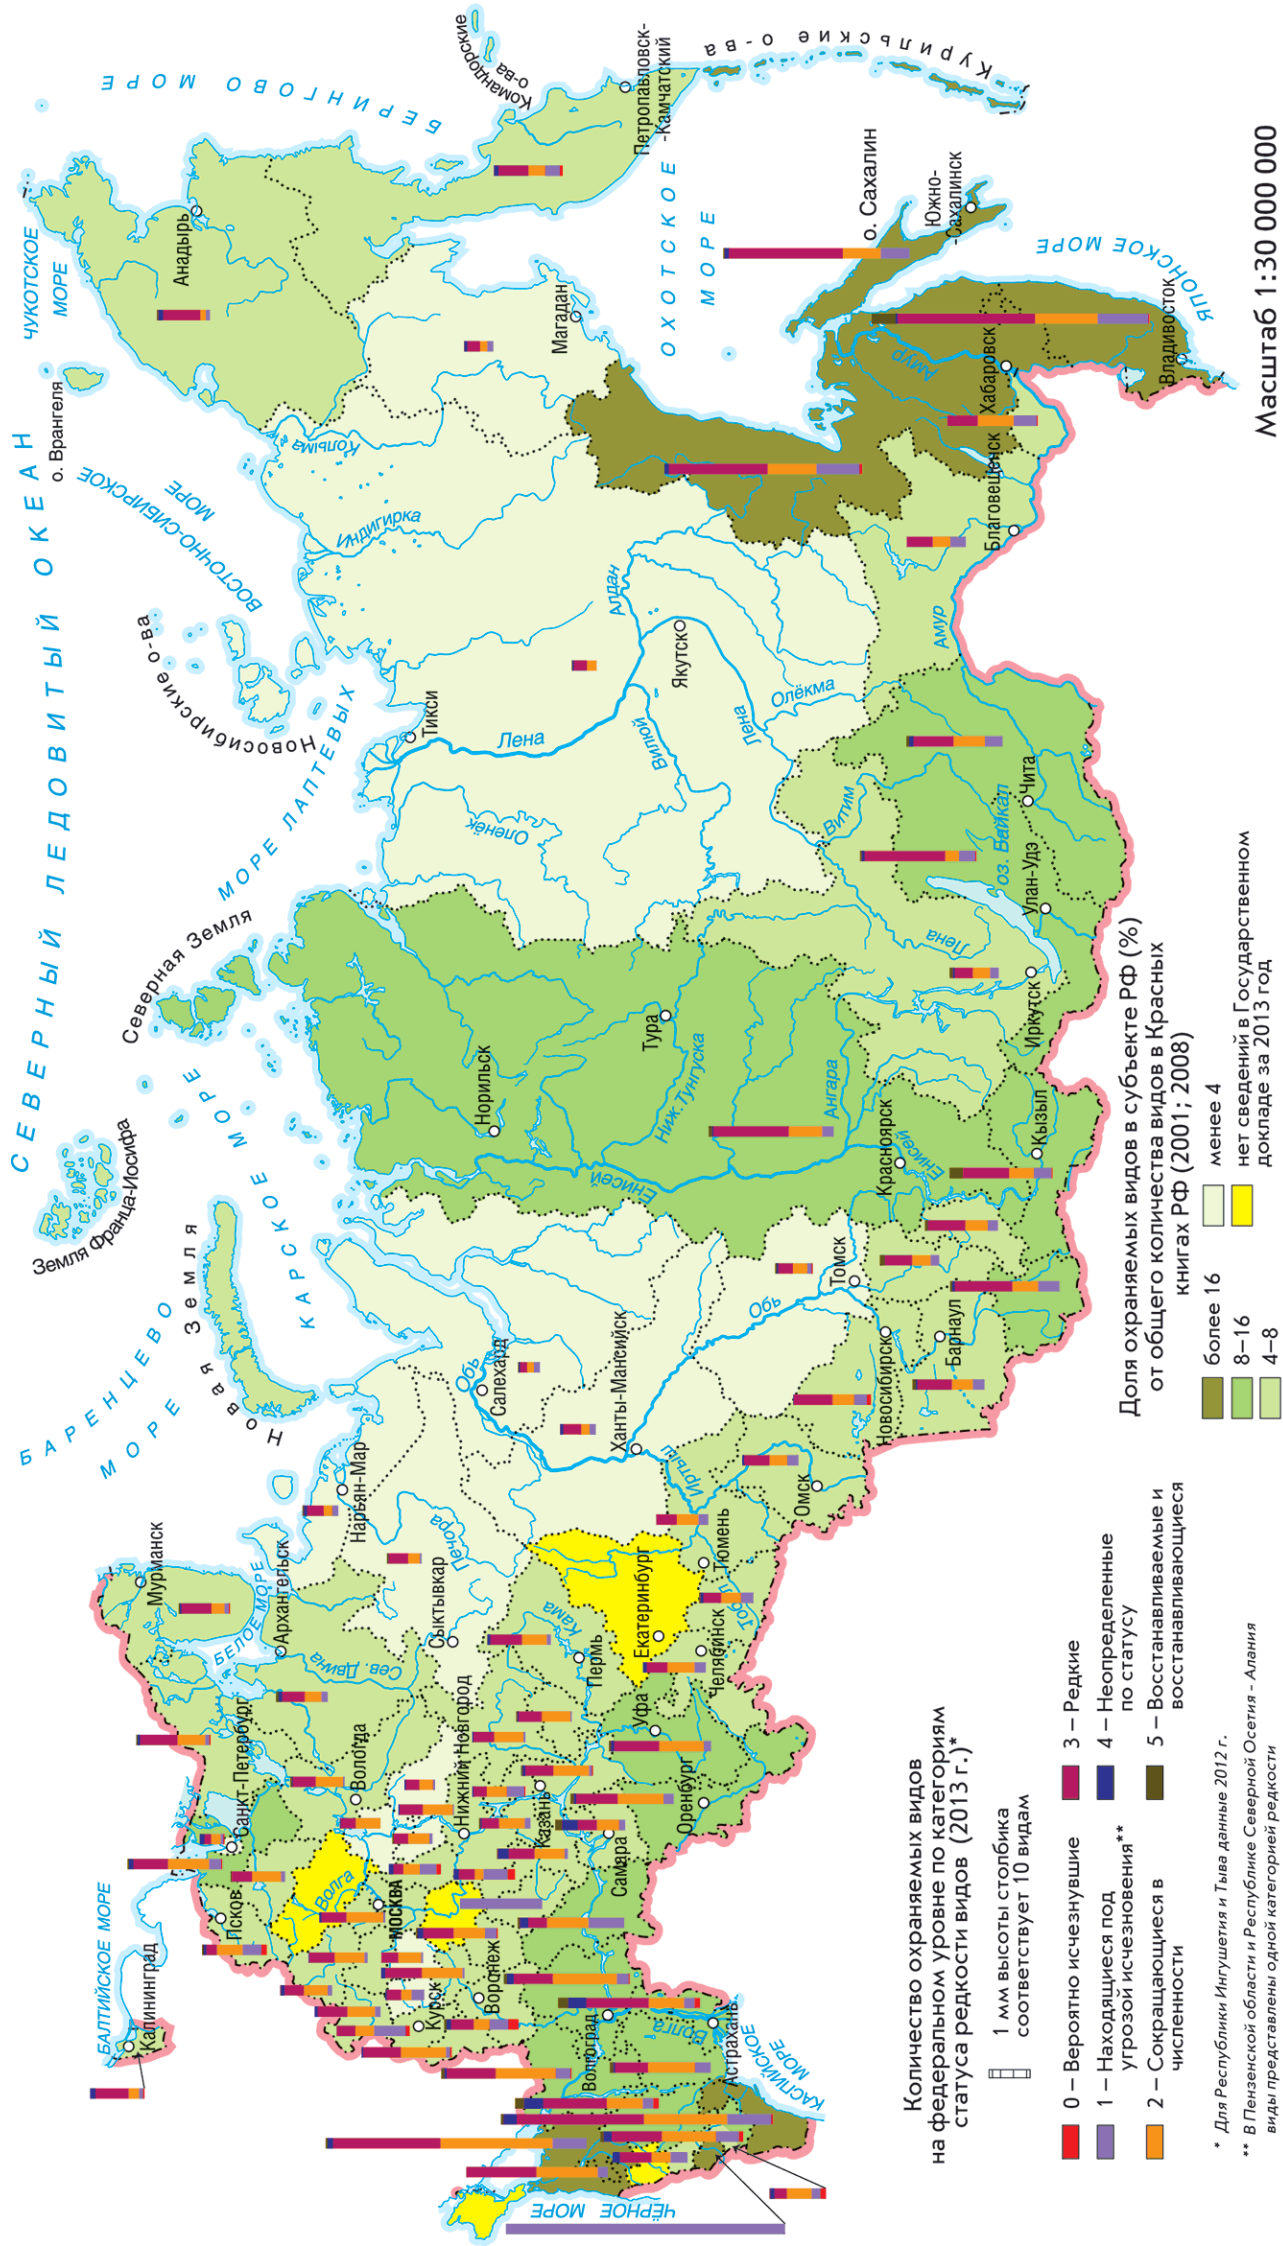 СЕВЕРНЫЙ ЛЕДОВИТЫЙ ОКЕАН
БАРЕНЦЕВО
МОРЕ
Земля Франца-Иосифа
Новая Земля
КАРСКОЕ МОРЕ
Северная Земля
МОРЕ ЛАПТЕВЫХ
Новосибирские о-ва
ВОСТОЧНО-СИБИРСКОЕ
МОРЕ
о. Врангеля
ЧУКОТСКОЕ
МОРЕ
БЕРИНГОВО МОРЕ
Командорские
о-ва
Анадырь
Петропавловск-
-Камчатский
Курильские о-ва
ОХОТСКОЕ
МОРЕ
Магадан
о. Сахалин
Южно-
-Сахалинск
ЯПОНСКОЕ МОРЕ
Владивосток
Хабаровск
Амур
Благовещенск
Амур
Колыма
Индигирка
Алдан
Якутск
Тикси
Лена
Вилюй
Лена
Олёкма
Оленёк
Витим
Чита
оз. Байкал
Улан-Удэ
Лена
Иркутск
Норильск
Тура
Ниж. Тунгуска
Ангара
Енисей
Красноярск
Енисей
Кызыл
Томск
Обь
Барнаул
Новосибирск
Салехард
Обь
Ханты-Мансийск
Иртыш
Омск
Тюмень
Тобол
Екатеринбург
Челябинск
Нарьян-Мар
Печора
Сыктывкар
Кама
Пермь
Уфа
Оренбург
Мурманск
БЕЛОЕ МОРЕ
Архангельск
Сев. Двина
Вологда
Санкт-Петербург
Псков
Волга
МОСКВА
Нижний Новгород
Казань
Самара
Воронеж
Курск
Волгоград
Волга
Астрахань
БАЛТИЙСКОЕ МОРЕ
Калининград
КАСПИЙСКОЕ
МОРЕ
ЧЁРНОЕ МОРЕ
Количество охраняемых видов
на федеральном уровне по категориям
статуса редкости видов (2013 г.)*
1 мм высоты столбика
соответствует 10 видам
0 – Вероятно исчезнувшие
1 – Находящиеся под
угрозой исчезновения**
2 – Сокращающиеся в
численности
3 – Редкие
4 – Неопределенные
по статусу
5 – Восстанавливаемые и
восстанавливающиеся
* Для Республики Ингушетия и Тыва данные 2012 г.
** В Пензенской области и Республике Северной Осетия - Алания
виды представлены одной категорией редкости
Доля охраняемых видов в субъекте РФ (%)
от общего количества видов в Красных
книгах РФ (2001; 2008)
более 16
8–16
4–8
менее 4
нет сведений в Государственном
докладе за 2013 год
Масштаб 1:30 000 000